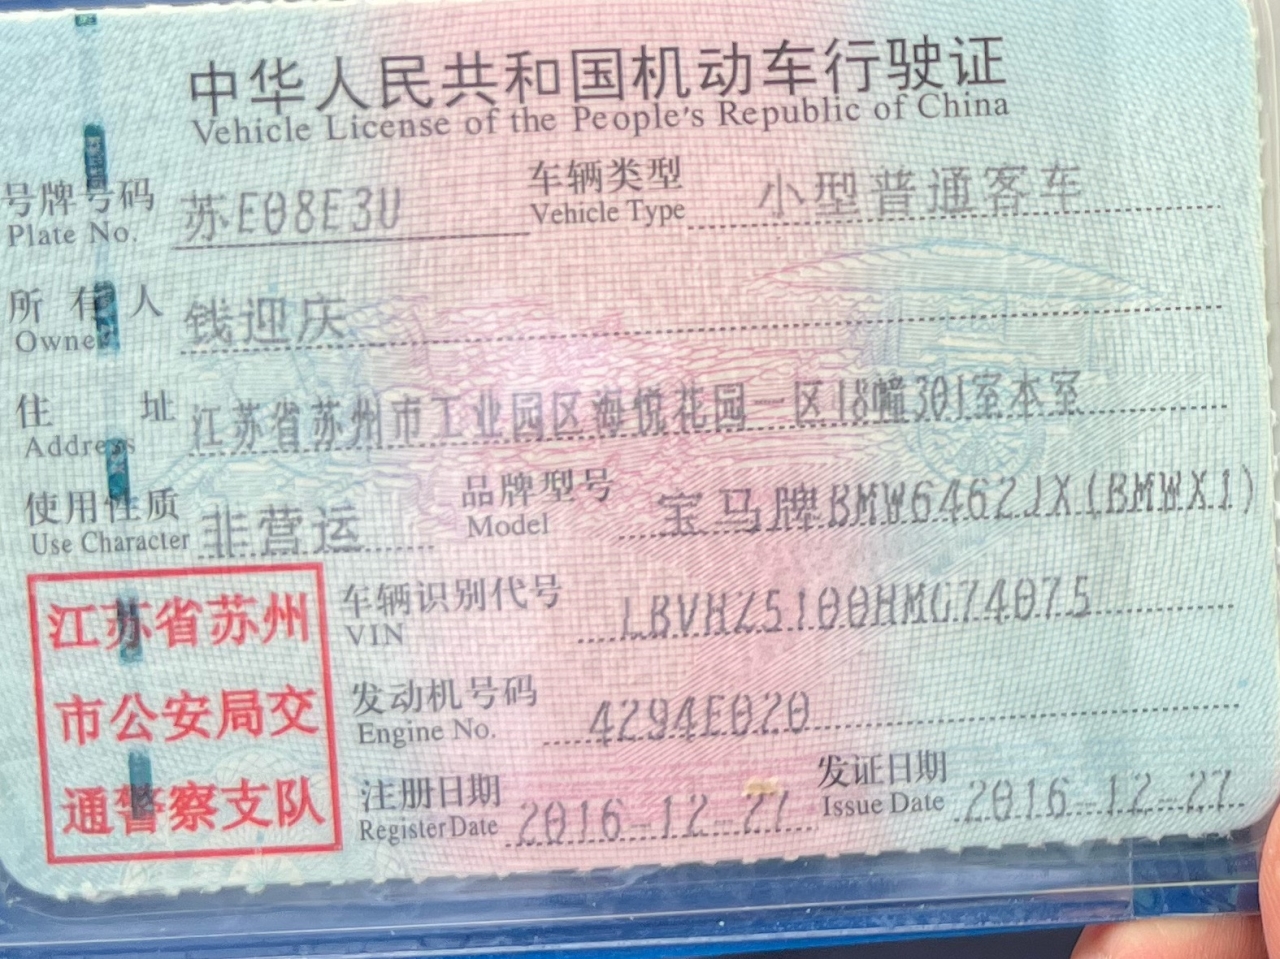 中华人民共和国机动车行驶证
Vehicle License of the People's Republic of China
号牌号码 苏E08E3U 车辆类型 小型普通客车
Plate No. Vehicle Type
所有人 钱迎庆
Owner
住址 江苏省苏州市工业园区海悦花园一区18幢301室本室
Address
使用性质 非营运 品牌型号 宝马牌BMW6462JX(BMWX1)
Use Character Model
车辆识别代号 LBVHZ5100HMG74075
VIN
发动机号码 4294E020
Engine No.
注册日期 2016-12-27 发证日期 2016-12-27
Register Date Issue Date
江苏省苏州
市公安局交
通警察支队